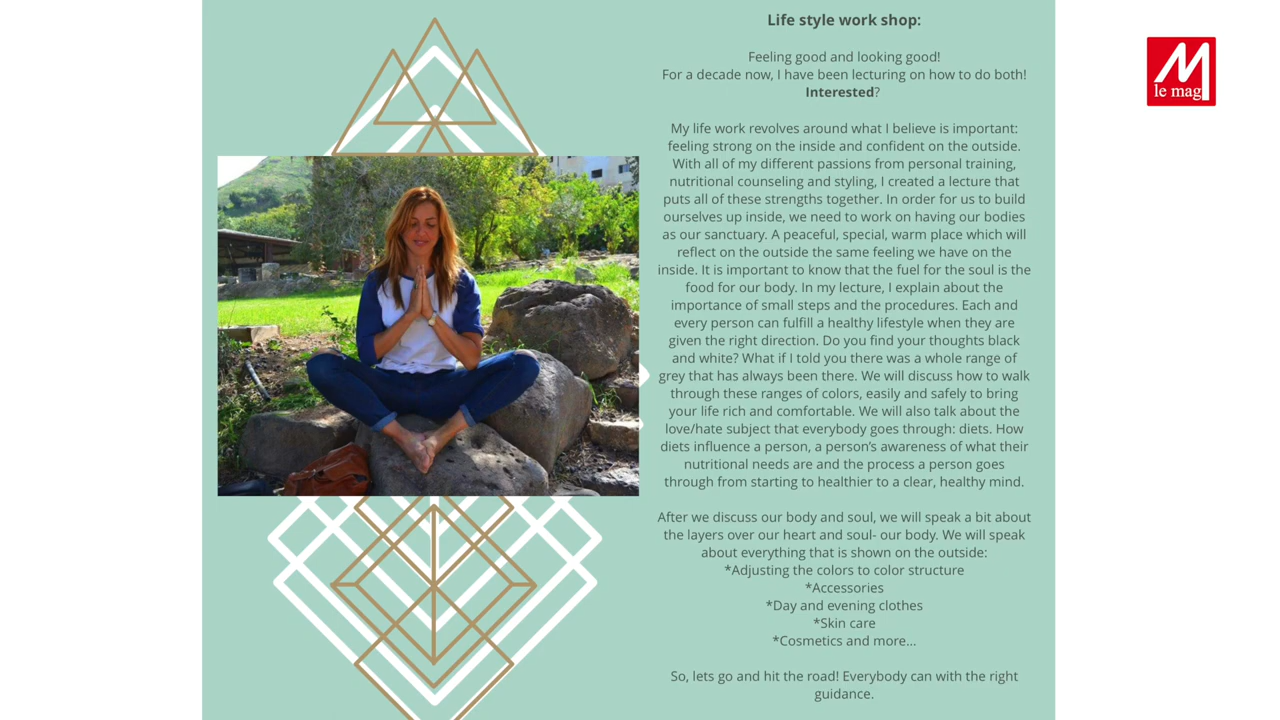 Life style work shop:
Feeling good and looking good!
For a decade now, I have been lecturing on how to do both!
Interested?
My life work revolves around what I believe is important:
feeling strong on the inside and confident on the outside.
With all of my different passions from personal training,
nutritional counseling and styling, I created a lecture that
puts all of these strengths together. In order for us to build
ourselves up inside, we need to work on having our bodies
as our sanctuary. A peaceful, special, warm place which will
reflect on the outside the same feeling we have on the
inside. It is important to know that the fuel for the soul is the
food for our body. In my lecture, I explain about the
importance of small steps and the procedures. Each and
every person can fulfill a healthy lifestyle when they are
given the right direction. Do you find your thoughts black
and white? What if I told you there was a whole range of
grey that has always been there. We will discuss how to walk
through these ranges of colors, easily and safely to bring
your life rich and comfortable. We will also talk about the
love/hate subject that everybody goes through: diets. How
diets influence a person, a person's awareness of what their
nutritional needs are and the process a person goes
through from starting to healthier to a clear, healthy mind.
After we discuss our body and soul, we will speak a bit about
the layers over our heart and soul- our body. We will speak
about everything that is shown on the outside:
*Adjusting the colors to color structure
*Accessories
*Day and evening clothes
*Skin care
*Cosmetics and more...
So, lets go and hit the road! Everybody can with the right
guidance.
M
le mag